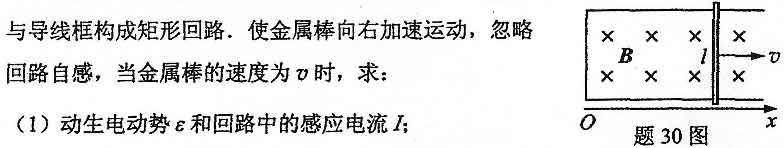 与导线框构成矩形回路．使金属棒向右加速运动，忽略
回路自感，当金属棒的速度为 v 时，求：
（1）动生电动势 ε 和回路中的感应电流 I；
× × × ×
B l v
× × × ×
O x
题 30 图